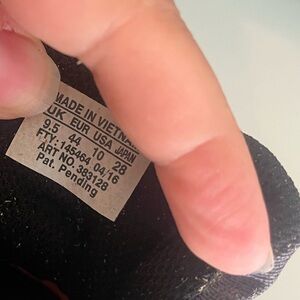 MADE IN VIETNAM
UK EUR USA JAPAN
9.5 44 10 28
FTY: 145464 04/16
ART NO. 383128
Pat. Pending